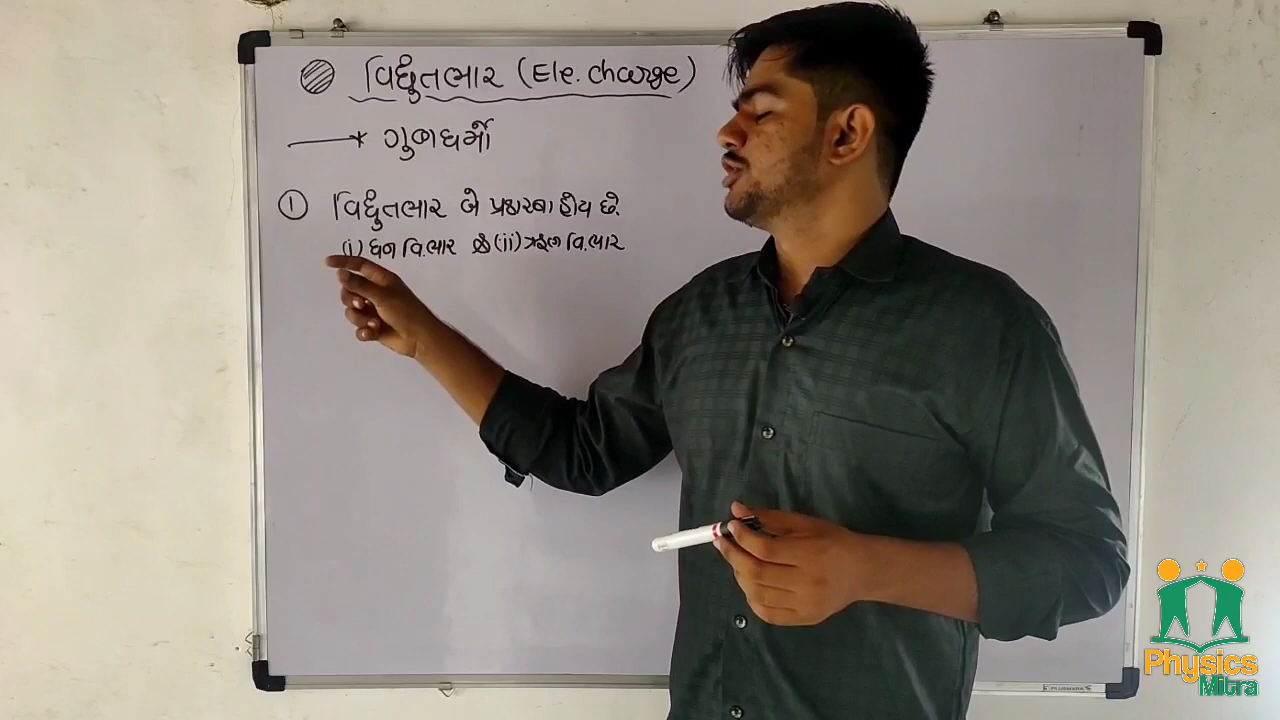 વિધુતભાર (Ele. charge)
ગુણધર્મો
① વિધુતભાર બે પ્રકારના હોય છે.
(i) ધન વિ.ભાર (ii) ઋણ વિ.ભાર
Physics
Mitra